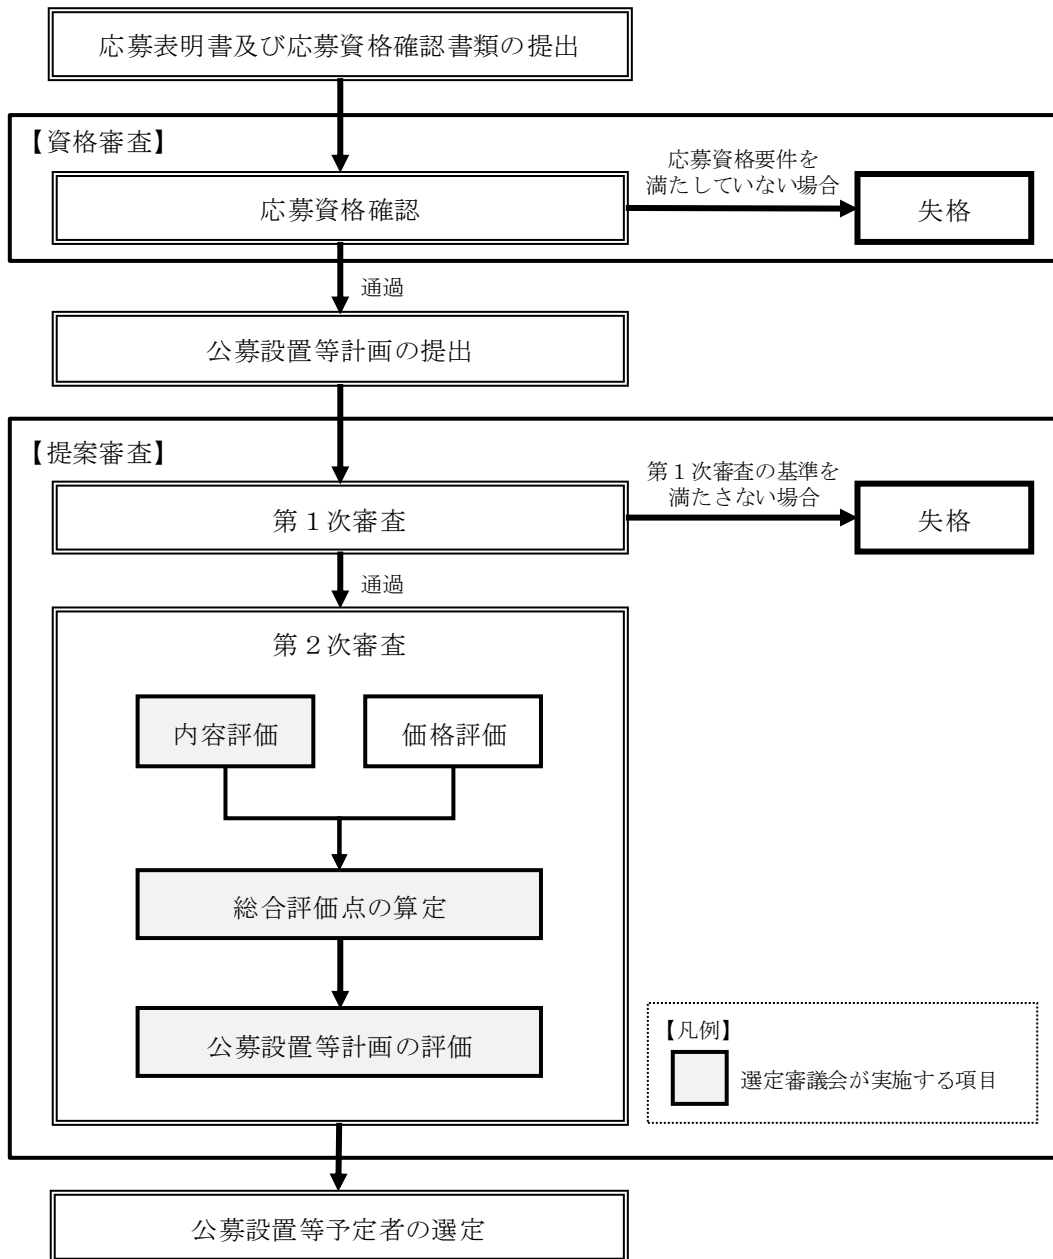 応募表明書及び応募資格確認書類の提出
【資格審査】
応募資格要件を
満たしていない場合
応募資格確認
失格
通過
公募設置等計画の提出
【提案審査】
第１次審査の基準を
満たさない場合
第１次審査
失格
通過
第２次審査
内容評価
価格評価
総合評価点の算定
公募設置等計画の評価
【凡例】
選定審議会が実施する項目
公募設置等予定者の選定